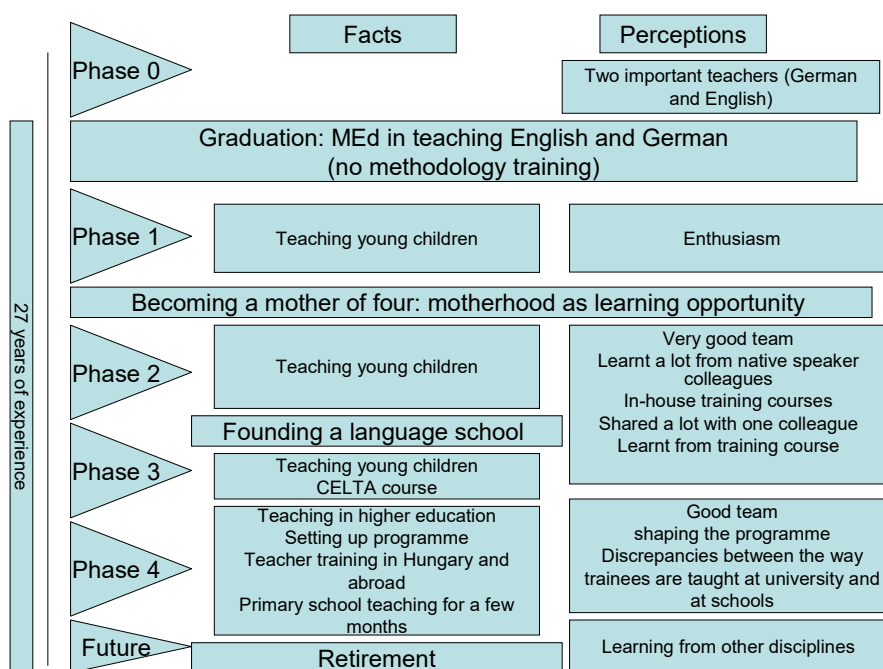 Facts
Perceptions
Phase 0
Two important teachers (German
and English)
Graduation: MEd in teaching English and German
(no methodology training)
Phase 1
Teaching young children
Enthusiasm
27 years of experience
Becoming a mother of four: motherhood as learning opportunity
Phase 2
Teaching young children
Very good team
Learnt a lot from native speaker
colleagues
In-house training courses
Shared a lot with one colleague
Learnt from training course
Founding a language school
Phase 3
Teaching young children
CELTA course
Phase 4
Teaching in higher education
Setting up programme
Teacher training in Hungary and
abroad
Primary school teaching for a few
months
Good team
shaping the programme
Discrepancies between the way
trainees are taught at university and
at schools
Future
Retirement
Learning from other disciplines